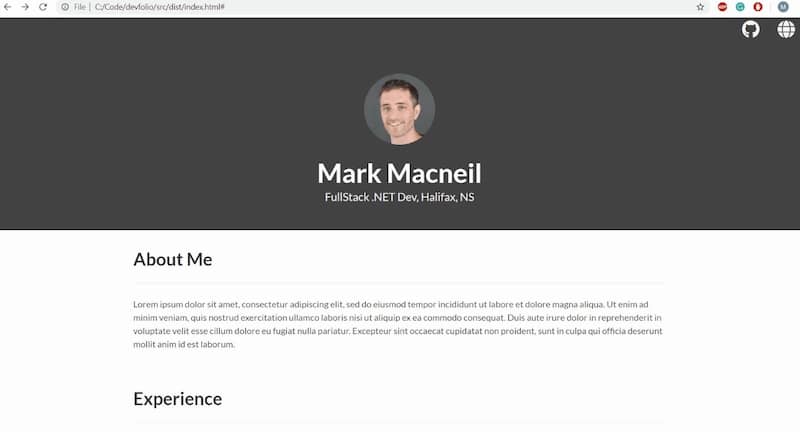 File | C:/Code/devfolio/src/dist/index.html#
M
Mark Macneil
FullStack .NET Dev, Halifax, NS
About Me
Lorem ipsum dolor sit amet, consectetur adipiscing elit, sed do eiusmod tempor incididunt ut labore et dolore magna aliqua. Ut enim ad
minim veniam, quis nostrud exercitation ullamco laboris nisi ut aliquip ex ea commodo consequat. Duis aute irure dolor in reprehenderit in
voluptate velit esse cillum dolore eu fugiat nulla pariatur. Excepteur sint occaecat cupidatat non proident, sunt in culpa qui officia deserunt
mollit anim id est laborum.
Experience